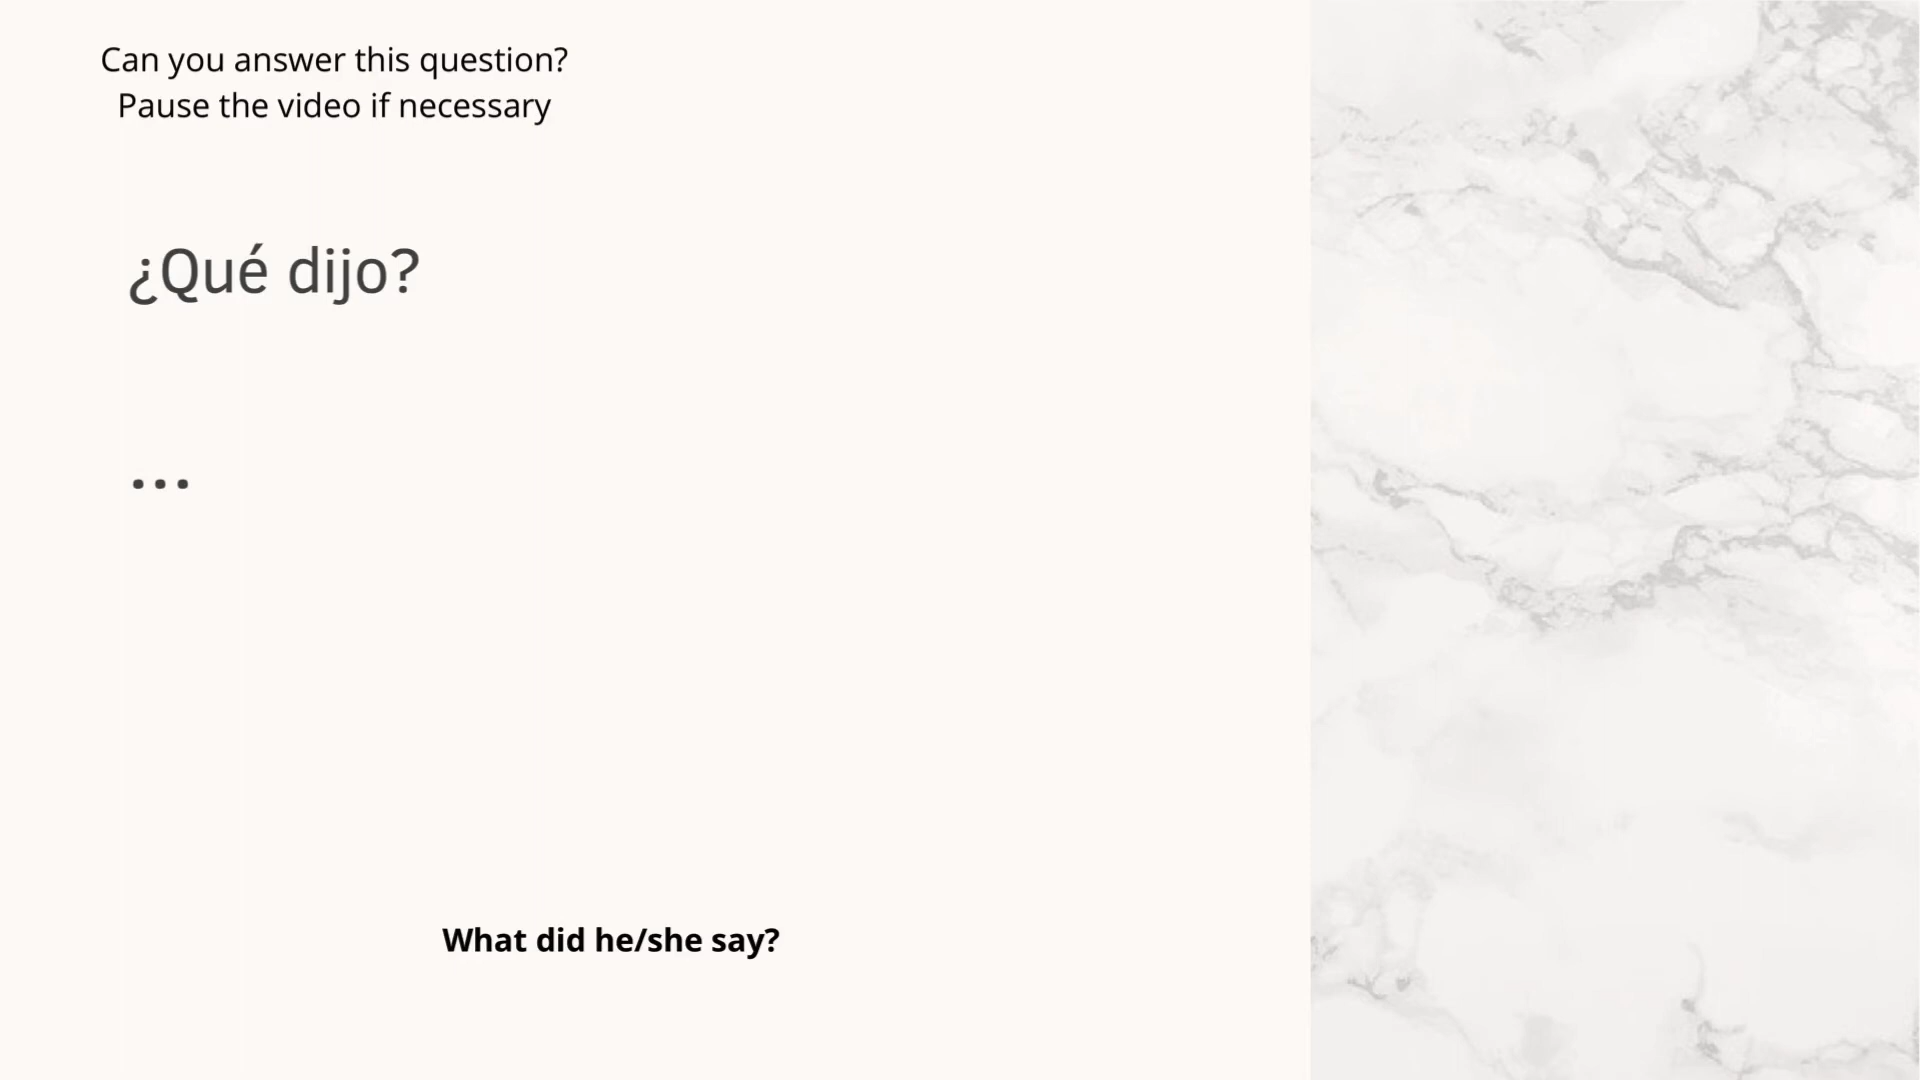 Can you answer this question?
Pause the video if necessary
¿Qué dijo?
...
What did he/she say?